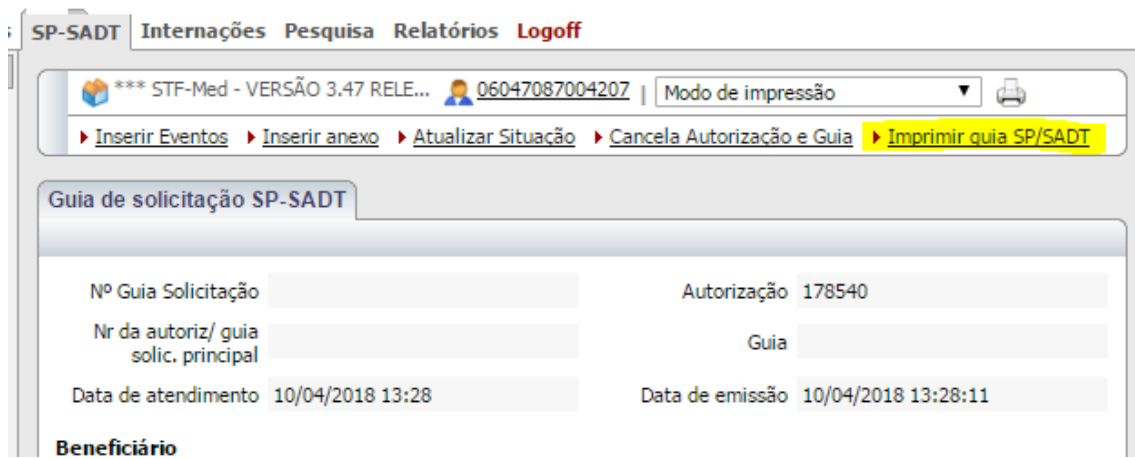 SP-SADT Internações Pesquisa Relatórios Logoff
*** STF-Med - VERSÃO 3.47 RELE... 06047087004207 | Modo de impressão
Inserir Eventos Inserir anexo Atualizar Situação Cancela Autorização e Guia Imprimir guia SP/SADT
Guia de solicitação SP-SADT
Nº Guia Solicitação Autorização 178540
Nr da autoriz/ guia
solic. principal Guia
Data de atendimento 10/04/2018 13:28 Data de emissão 10/04/2018 13:28:11
Beneficiário